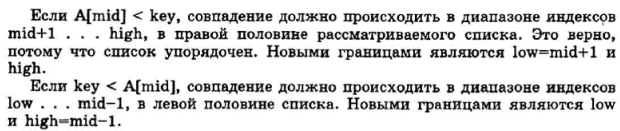 Если A[mid] < key, совпадение должно происходить в диапазоне индексов
mid+1 . . . high, в правой половине рассматриваемого списка. Это верно,
потому что список упорядочен. Новыми границами являются low=mid+1 и
high.
Если key < A[mid], совпадение должно происходить в диапазоне индексов
low . . . mid−1, в левой половине списка. Новыми границами являются low
и high=mid−1.